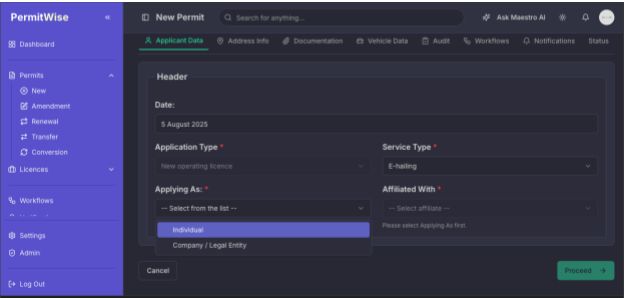 PermitWise «
Dashboard
Permits
New
Amendment
Renewal
Transfer
Conversion
Licences
Workflows
Settings
Admin
Log Out
New Permit
Search for anything...
Ask Maestro AI
Applicant Data
Address Info
Documentation
Vehicle Data
Audit
Workflows
Notifications
Status
Header
Date:
5 August 2025
Application Type *
New operating licence
Service Type *
E-hailing
Applying As: *
-- Select from the list --
Individual
Company / Legal Entity
Affiliated With *
-- Select affiliate --
Please select Applying As first.
Cancel
Proceed →